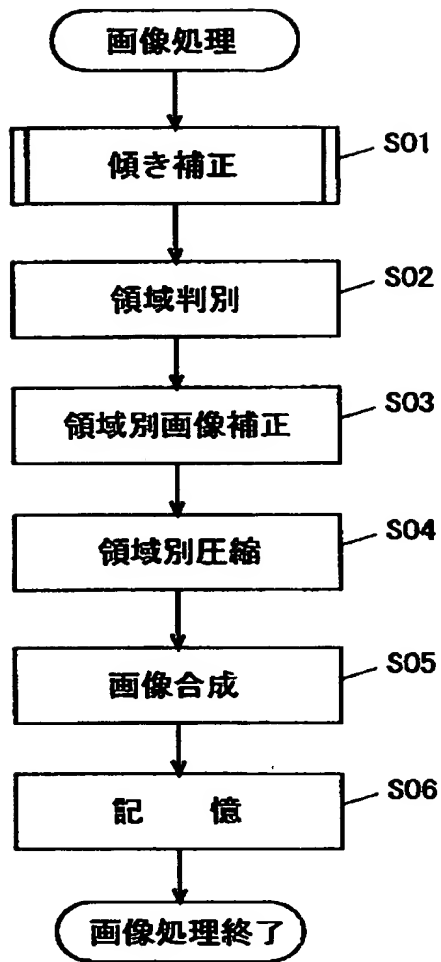 画像処理
傾き補正
S01
領域判別
S02
領域別画像補正
S03
領域別圧縮
S04
画像合成
S05
記 憶
S06
画像処理終了